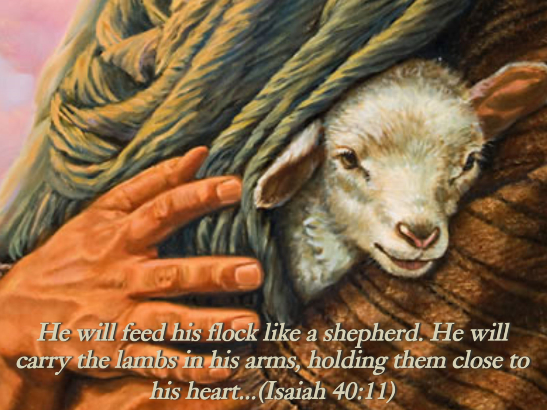 He will feed his flock like a shepherd. He will
carry the lambs in his arms, holding them close to
his heart...(Isaiah 40:11)